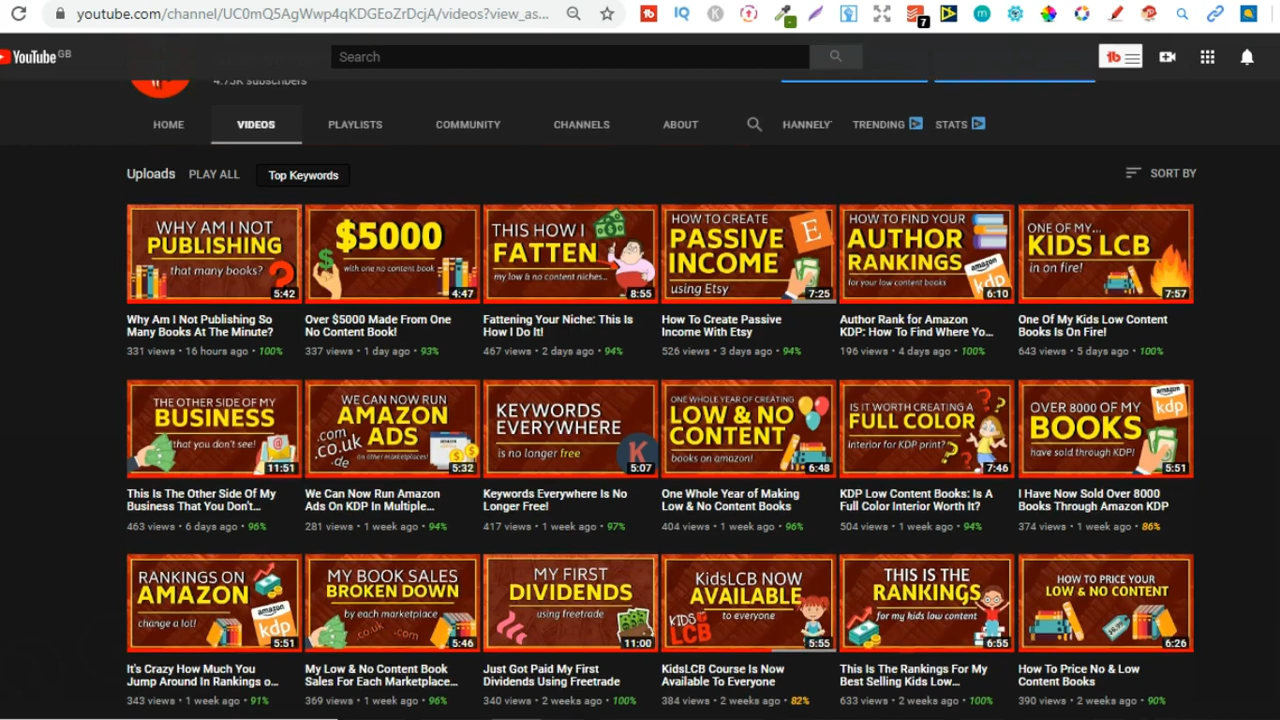 youtube.com/channel/UC0mQ5AgWwp4qKDGEoZrDcjA/videos?view_as...
YouTube GB
Search
4.75K subscribers
HOME VIDEOS PLAYLISTS COMMUNITY CHANNELS ABOUT HANNELY TRENDING STATS
Uploads PLAY ALL Top Keywords SORT BY
WHY AM I NOT
PUBLISHING
that many books?
5:42
$5000
with one no content book
4:47
THIS HOW I
FATTEN
my low & no content niches...
8:55
HOW TO CREATE
PASSIVE
INCOME
using Etsy
E
7:25
HOW TO FIND YOUR
AUTHOR
RANKINGS
for your low content books
amazon
kdp
6:10
ONE OF MY...
KIDS LCB
in on fire!
7:57
Why Am I Not Publishing So
Many Books At The Minute?
331 views • 16 hours ago • 100%
Over $5000 Made From One
No Content Book!
337 views • 1 day ago • 93%
Fattening Your Niche: This Is
How I Do It!
467 views • 2 days ago • 94%
How To Create Passive
Income With Etsy
526 views • 3 days ago • 94%
Author Rank for Amazon
KDP: How To Find Where Yo...
196 views • 4 days ago • 100%
One Of My Kids Low Content
Books Is On Fire!
643 views • 5 days ago • 100%
THE OTHER SIDE OF MY
BUSINESS
that you don't see!
11:51
WE CAN NOW RUN
AMAZON
ADS
.com
.co.uk
.de
on other marketplaces!
5:32
KEYWORDS
EVERYWHERE
is no longer free
K
5:07
ONE WHOLE YEAR OF CREATING
LOW & NO
CONTENT
books on amazon!
6:48
IS IT WORTH CREATING A
FULL COLOR
interior for KDP print?
7:46
OVER 8000 OF MY
BOOKS
have sold through KDP!
amazon
kdp
5:51
This Is The Other Side Of My
Business That You Don't...
463 views • 6 days ago • 96%
We Can Now Run Amazon
Ads On KDP In Multiple...
281 views • 1 week ago • 94%
Keywords Everywhere Is No
Longer Free!
417 views • 1 week ago • 97%
One Whole Year of Making
Low & No Content Books
404 views • 1 week ago • 96%
KDP Low Content Books: Is A
Full Color Interior Worth It?
504 views • 1 week ago • 94%
I Have Now Sold Over 8000
Books Through Amazon KDP
374 views • 1 week ago • 86%
RANKINGS ON
AMAZON
change a lot!
amazon
kdp
5:51
MY BOOK SALES
BROKEN DOWN
by each marketplace
.co.uk .com
5:46
MY FIRST
DIVIDENDS
using freetrade
11:00
KidsLCB NOW
AVAILABLE
to everyone
KIDS
LCB
5:55
THIS IS THE
RANKINGS
for my kids low content
6:55
HOW TO PRICE YOUR
LOW & NO CONTENT
6:26
It's Crazy How Much You
Jump Around In Rankings o...
343 views • 1 week ago • 91%
My Low & No Content Book
Sales For Each Marketplace...
369 views • 1 week ago • 96%
Just Got Paid My First
Dividends Using Freetrade
340 views • 2 weeks ago • 100%
KidsLCB Course Is Now
Available To Everyone
384 views • 2 weeks ago • 82%
This Is The Rankings For My
Best Selling Kids Low...
633 views • 2 weeks ago • 100%
How To Price No & Low
Content Books
390 views • 2 weeks ago • 90%